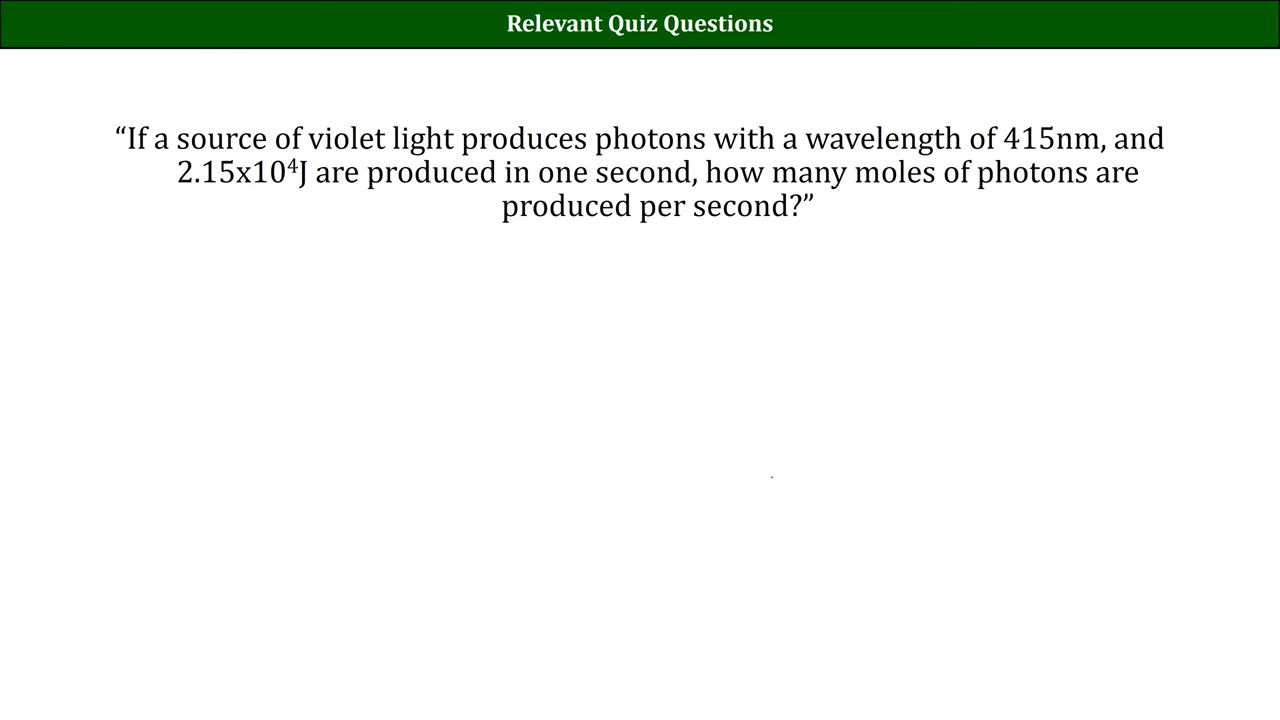 Relevant Quiz Questions
“If a source of violet light produces photons with a wavelength of 415nm, and
2.15x10⁴J are produced in one second, how many moles of photons are
produced per second?”